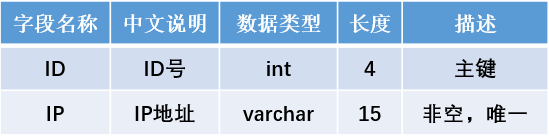 字段名称 中文说明 数据类型 长度 描述
ID ID号 int 4 主键
IP IP地址 varchar 15 非空，唯一